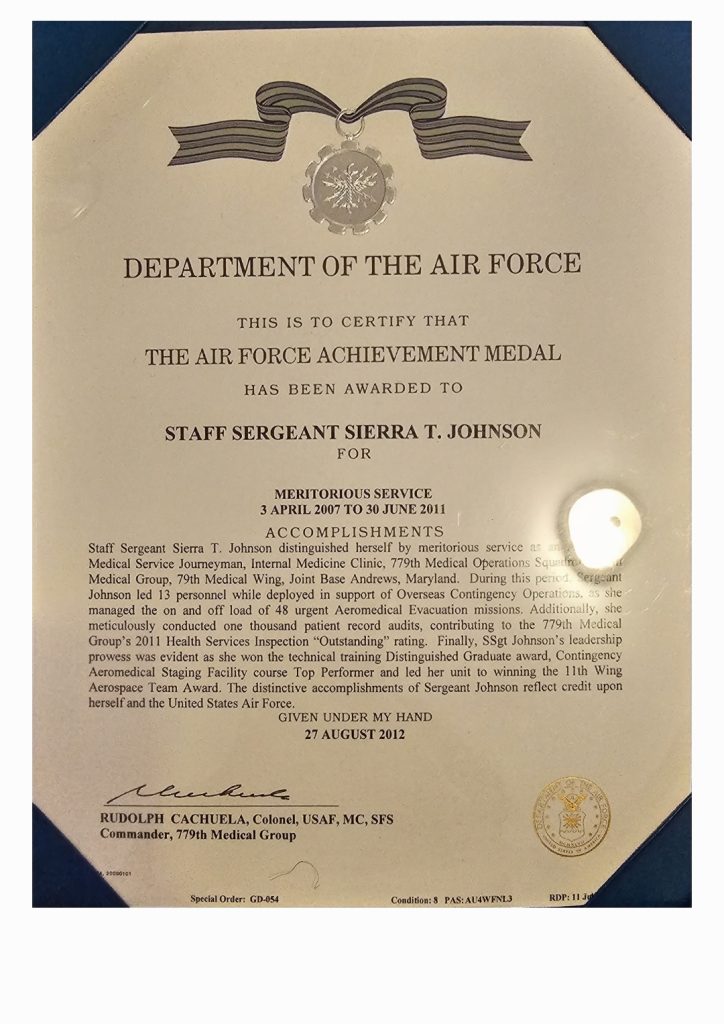 DEPARTMENT OF THE AIR FORCE
THIS IS TO CERTIFY THAT
THE AIR FORCE ACHIEVEMENT MEDAL
HAS BEEN AWARDED TO
STAFF SERGEANT SIERRA T. JOHNSON
FOR
MERITORIOUS SERVICE
3 APRIL 2007 TO 30 JUNE 2011
ACCOMPLISHMENTS
Staff Sergeant Sierra T. Johnson distinguished herself by meritorious service as
Medical Service Journeyman, Internal Medicine Clinic, 779th Medical Operations
Medical Group, 79th Medical Wing, Joint Base Andrews, Maryland. During this period, Sergeant
Johnson led 13 personnel while deployed in support of Overseas Contingency Operations, as she
managed the on and off load of 48 urgent Aeromedical Evacuation missions. Additionally, she
meticulously conducted one thousand patient record audits, contributing to the 779th Medical
Group's 2011 Health Services Inspection "Outstanding" rating. Finally, SSgt Johnson's leadership
prowess was evident as she won the technical training Distinguished Graduate award, Contingency
Aeromedical Staging Facility course Top Performer and led her unit to winning the 11th Wing
Aerospace Team Award. The distinctive accomplishments of Sergeant Johnson reflect credit upon
herself and the United States Air Force.
GIVEN UNDER MY HAND
27 AUGUST 2012
RUDOLPH CACHUELA, Colonel, USAF, MC, SFS
Commander, 779th Medical Group
DEPARTMENT OF THE AIR FORCE
UNITED STATES OF AMERICA
Special Order: GD-054
Condition: 8 PAS: AU4WFNL3
RDP: 11